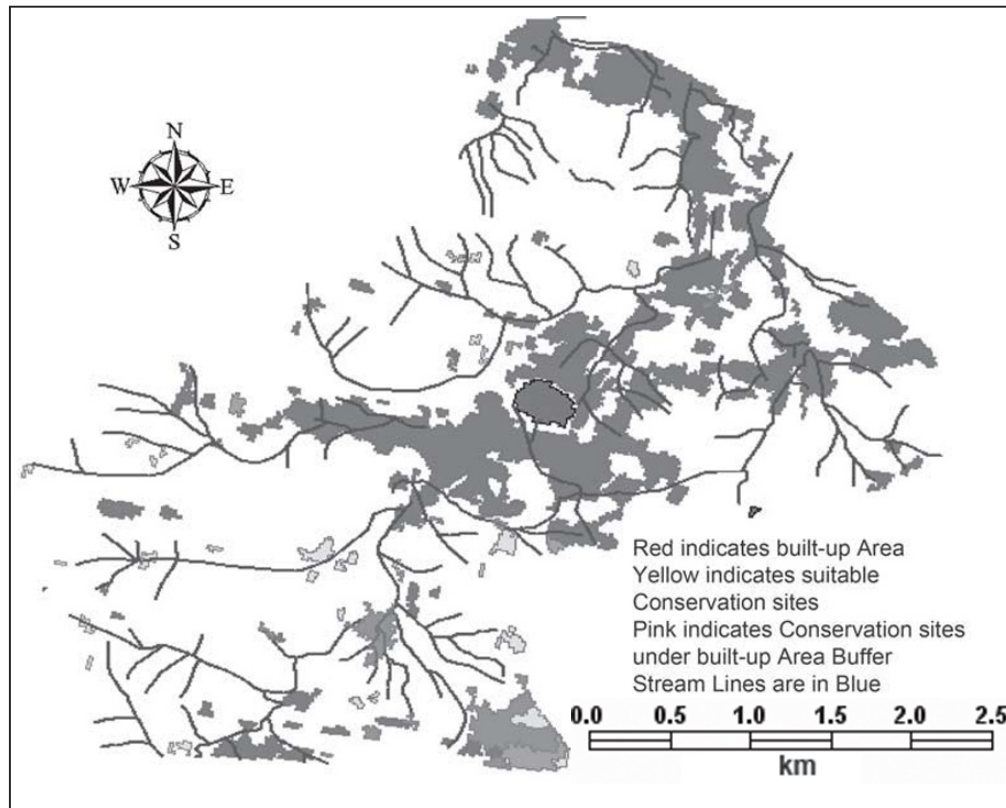 N
W E
S
Red indicates built-up Area
Yellow indicates suitable
Conservation sites
Pink indicates Conservation sites
under built-up Area Buffer
Stream Lines are in Blue
0.0 0.5 1.0 1.5 2.0 2.5
km